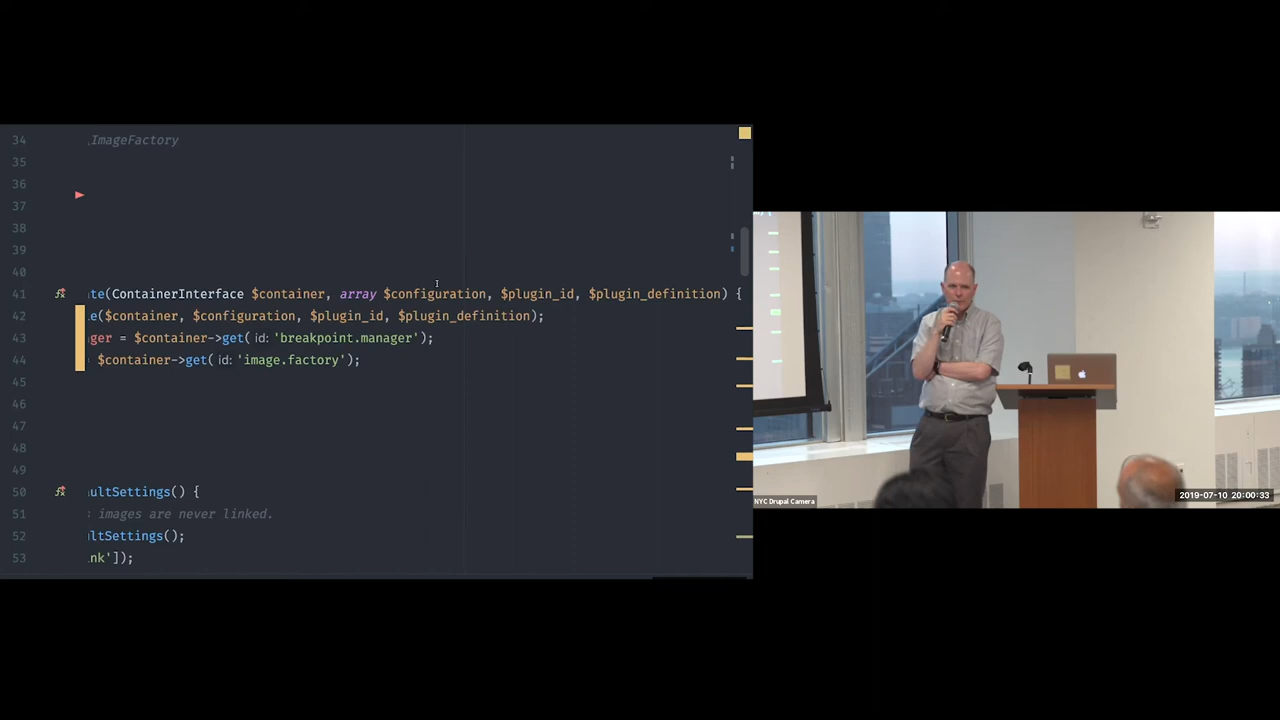 34 ImageFactory
35
36
37
38
39
40
41 te(ContainerInterface $container, array $configuration, $plugin_id, $plugin_definition) {
42 e($container, $configuration, $plugin_id, $plugin_definition);
43 ger = $container->get( id: 'breakpoint.manager');
44 $container->get( id: 'image.factory');
45
46
47
48
49
50 ultSettings() {
51 s images are never linked.
52 ltSettings();
53 nk']);
NYC Drupal Camera
2019-07-10 20:00:33